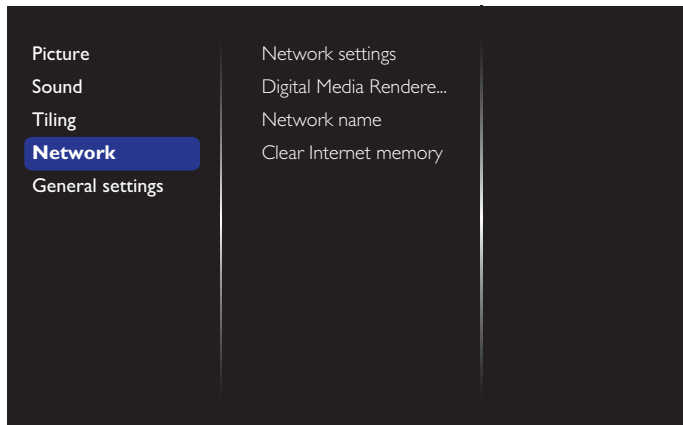 Picture
Sound
Tiling
Network
General settings
Network settings
Digital Media Rendere...
Network name
Clear Internet memory